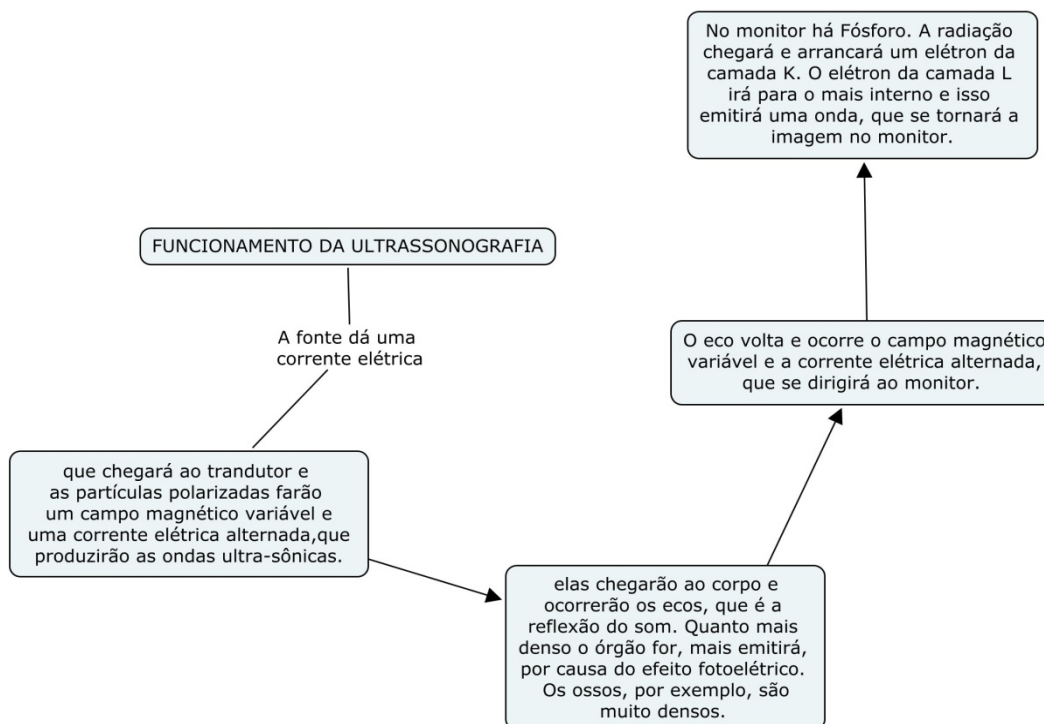 FUNCIONAMENTO DA ULTRASSONOGRAFIA
A fonte dá uma
corrente elétrica
que chegará ao trandutor e
as partículas polarizadas farão
um campo magnético variável e
uma corrente elétrica alternada,que
produzirão as ondas ultra-sônicas.
elas chegarão ao corpo e
ocorrerão os ecos, que é a
reflexão do som. Quanto mais
denso o órgão for, mais emitirá,
por causa do efeito fotoelétrico.
Os ossos, por exemplo, são
muito densos.
O eco volta e ocorre o campo magnético
variável e a corrente elétrica alternada,
que se dirigirá ao monitor.
No monitor há Fósforo. A radiação
chegará e arrancará um elétron da
camada K. O elétron da camada L
irá para o mais interno e isso
emitirá uma onda, que se tornará a
imagem no monitor.